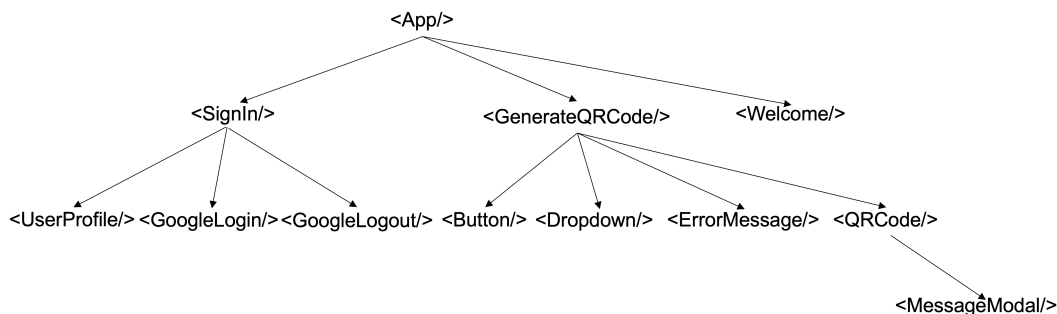 <App/>
<SignIn/> <GenerateQRCode/> <Welcome/>
<UserProfile/> <GoogleLogin/> <GoogleLogout/> <Button/> <Dropdown/> <ErrorMessage/> <QRCode/>
<MessageModal/>